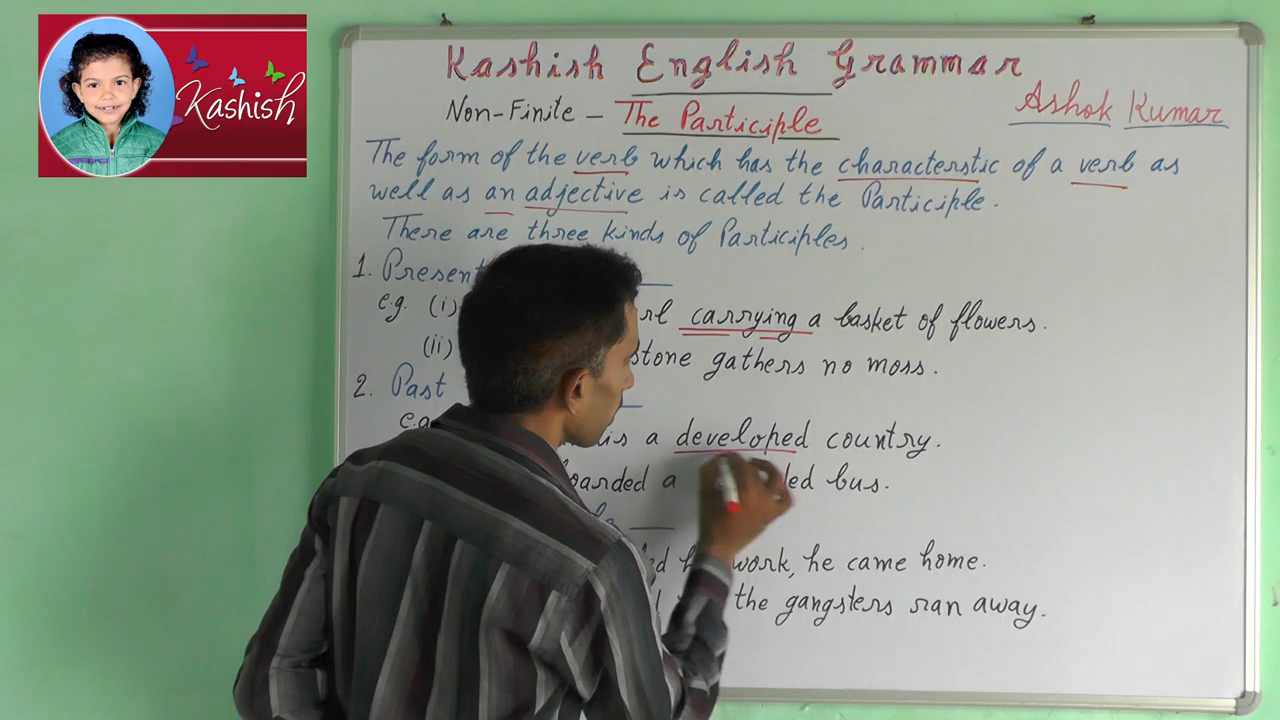 Kashish
Kashish English Grammar
Ashok Kumar
Non-Finite - The Participle
The form of the verb which has the characterstic of a verb as
well as an adjective is called the Participle.
There are three kinds of Participles.
1. Present
e.g. (i) carrying a basket of flowers.
(ii) stone gathers no moss.
2. Past
is a developed country.
a bus.
work, he came home.
the gangsters ran away.